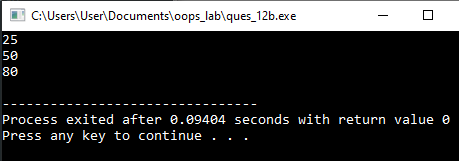 C:\Users\User\Documents\oops_lab\ques_12b.exe
25
50
80
--------------------------------
Process exited after 0.09404 seconds with return value 0
Press any key to continue . . .